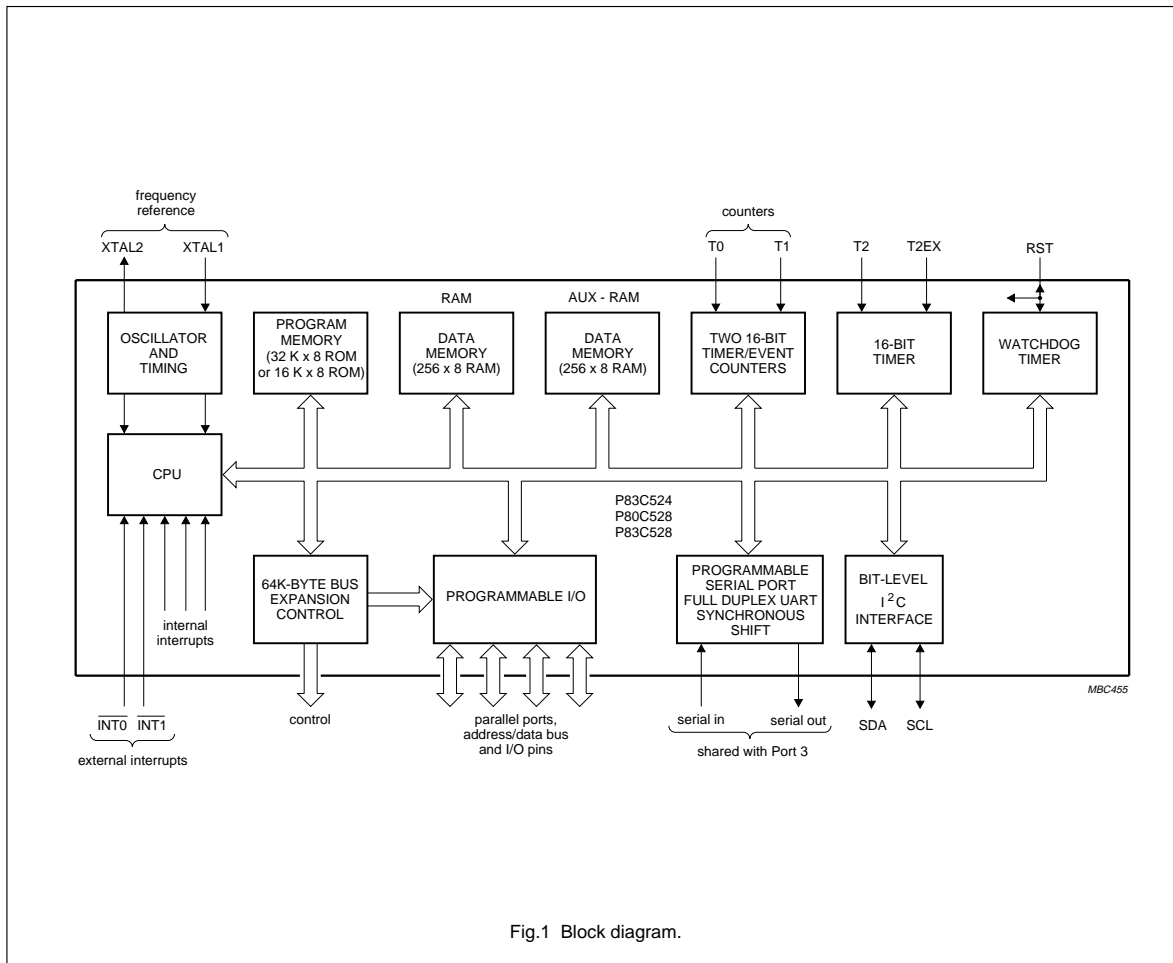 frequency
reference
XTAL2
XTAL1
counters
T0
T1
T2
T2EX
RST
RAM
AUX - RAM
OSCILLATOR
AND
TIMING
PROGRAM
MEMORY
(32 K x 8 ROM
or 16 K x 8 ROM)
DATA
MEMORY
(256 x 8 RAM)
DATA
MEMORY
(256 x 8 RAM)
TWO 16-BIT
TIMER/EVENT
COUNTERS
16-BIT
TIMER
WATCHDOG
TIMER
CPU
P83C524
P80C528
P83C528
64K-BYTE BUS
EXPANSION
CONTROL
PROGRAMMABLE I/O
PROGRAMMABLE
SERIAL PORT
FULL DUPLEX UART
SYNCHRONOUS
SHIFT
BIT-LEVEL
I²C
INTERFACE
internal
interrupts
MBC455
INT0
INT1
external interrupts
control
parallel ports,
address/data bus
and I/O pins
serial in
serial out
shared with Port 3
SDA
SCL
Fig.1 Block diagram.